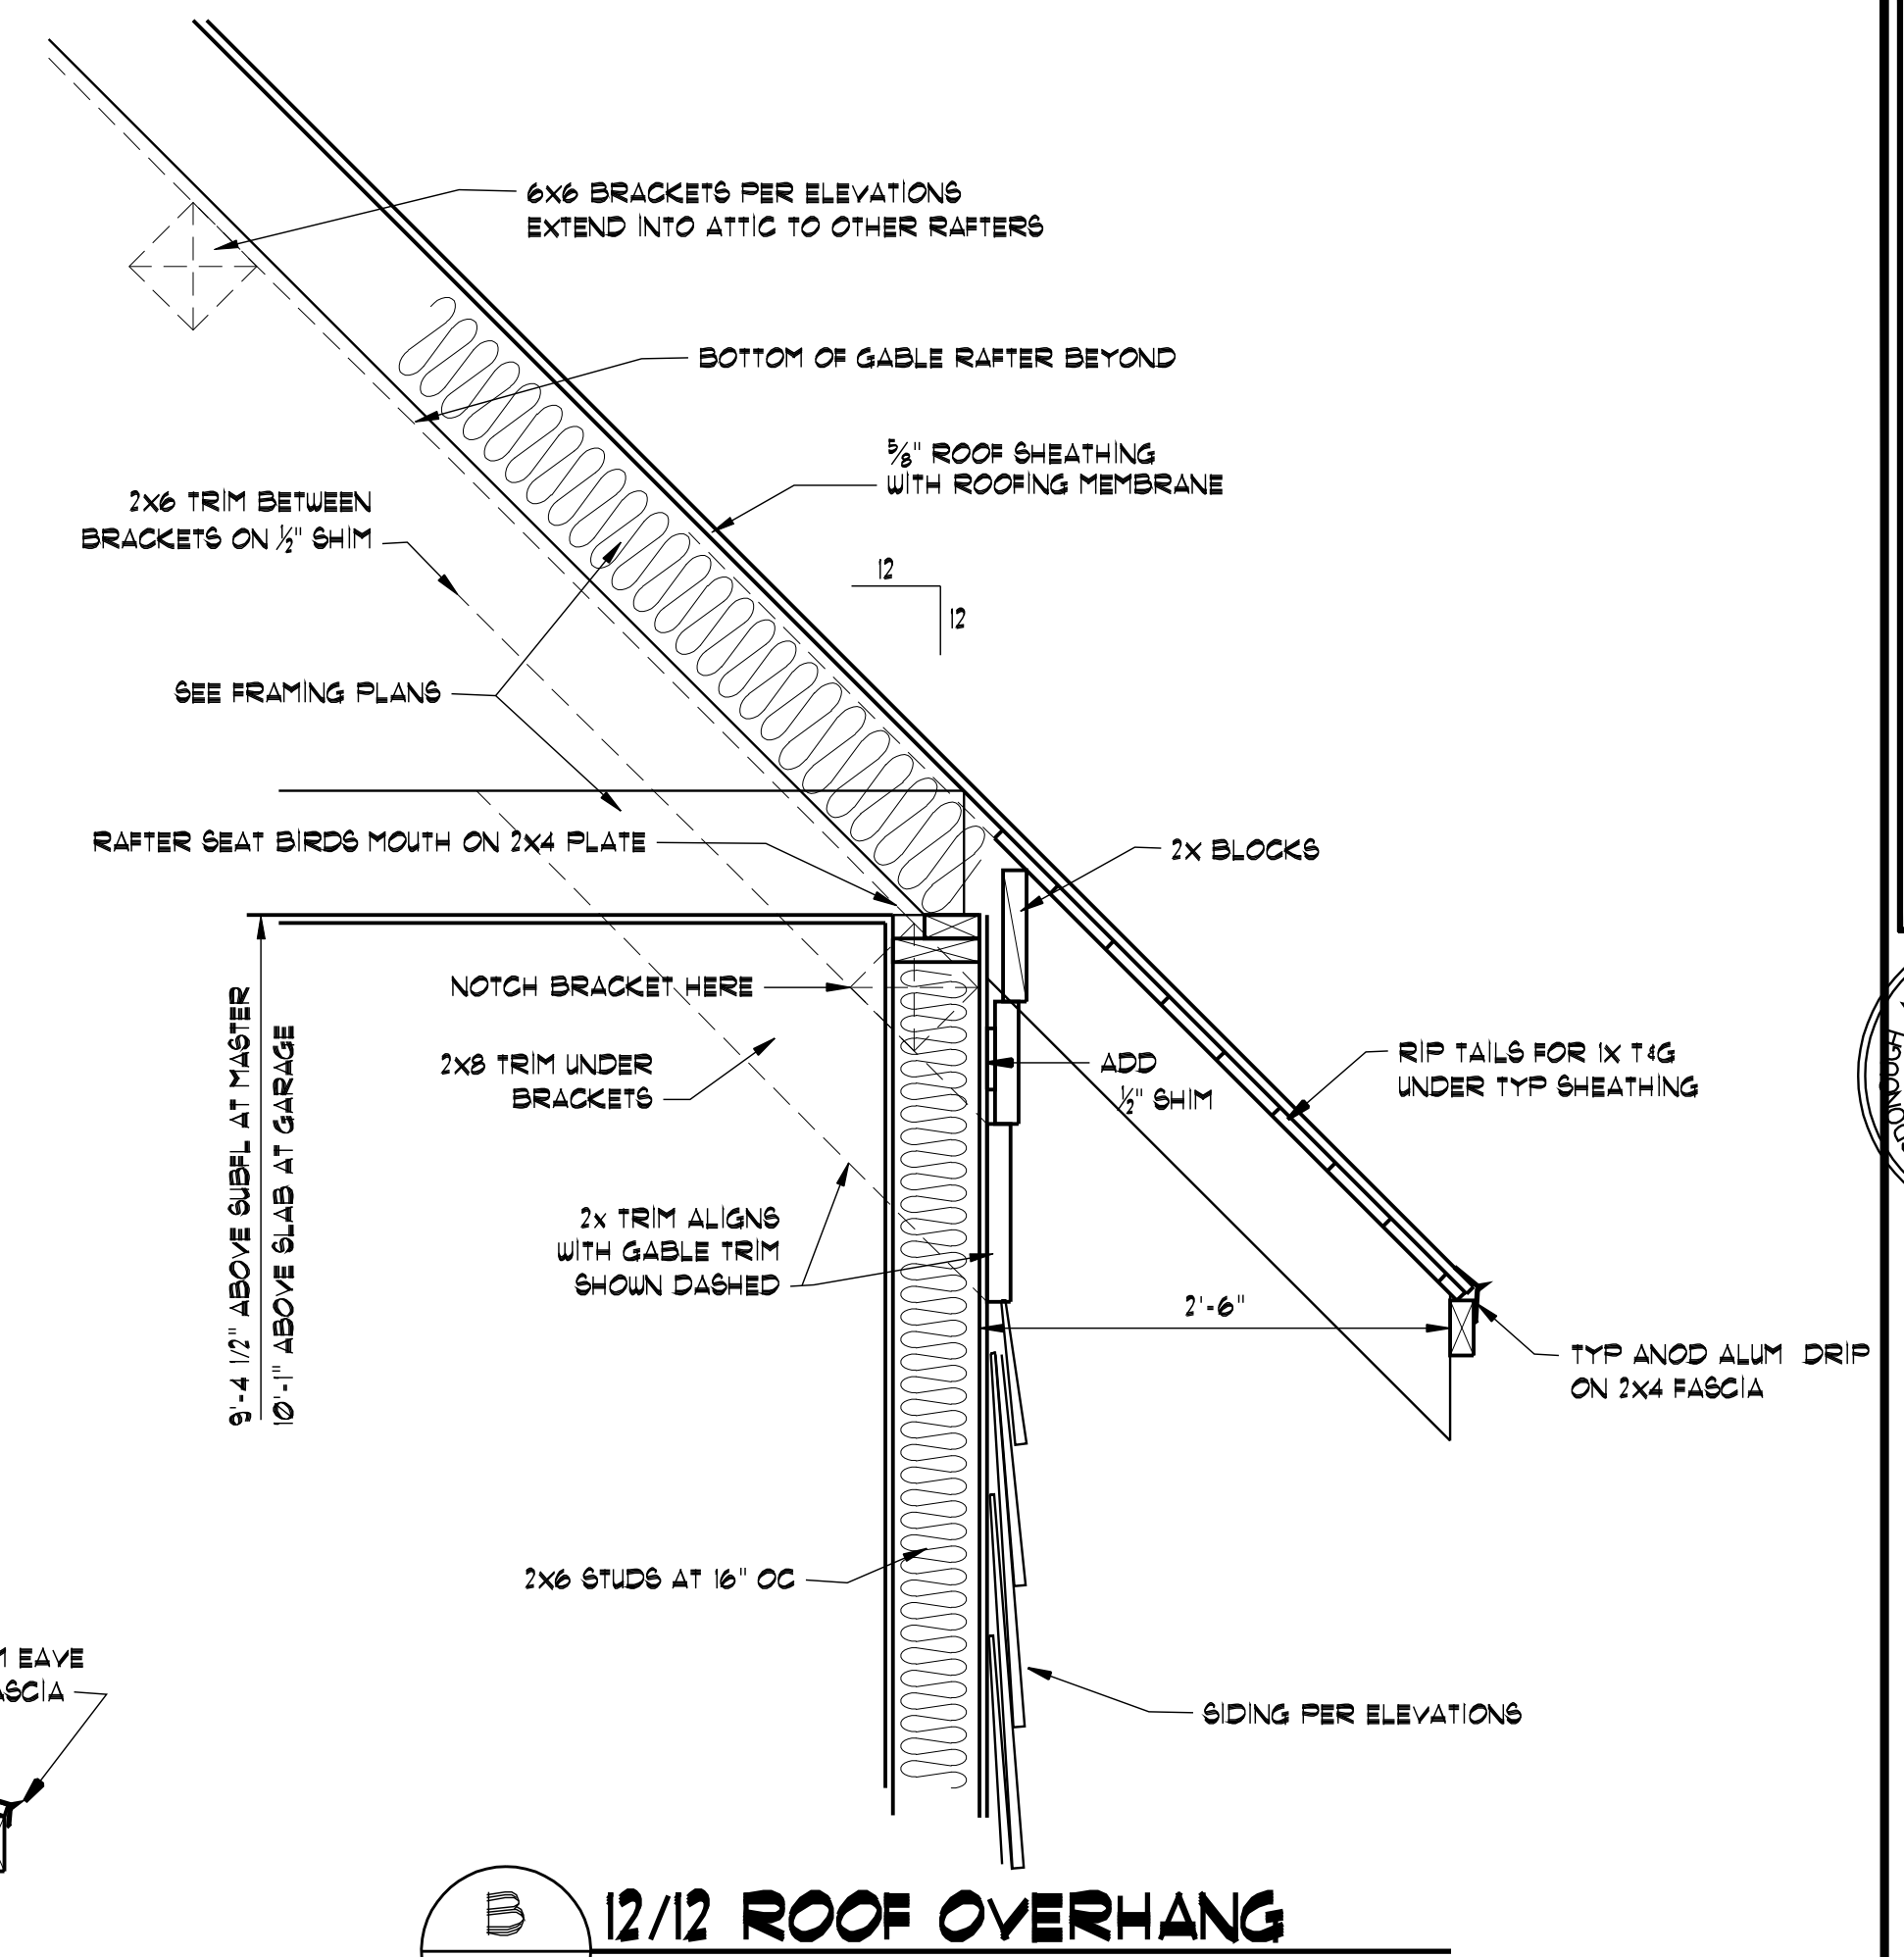 6X6 BRACKETS PER ELEVATIONS
EXTEND INTO ATTIC TO OTHER RAFTERS
BOTTOM OF GABLE RAFTER BEYOND
5/8" ROOF SHEATHING
WITH ROOFING MEMBRANE
2X6 TRIM BETWEEN
BRACKETS ON 1/2" SHIM
12
12
SEE FRAMING PLANS
RAFTER SEAT BIRDS MOUTH ON 2X4 PLATE
2X BLOCKS
NOTCH BRACKET HERE
2X8 TRIM UNDER
BRACKETS
ADD
1/2" SHIM
RIP TAILS FOR 1X T&G
UNDER TYP SHEATHING
9'-4 1/2" ABOVE SUBFL AT MASTER
10'-1" ABOVE SLAB AT GARAGE
2X TRIM ALIGNS
WITH GABLE TRIM
SHOWN DASHED
2'-6"
TYP ANOD ALUM DRIP
ON 2X4 FASCIA
2X6 STUDS AT 16" OC
EAVE
SIDING PER ELEVATIONS
B
12/12 ROOF OVERHANG